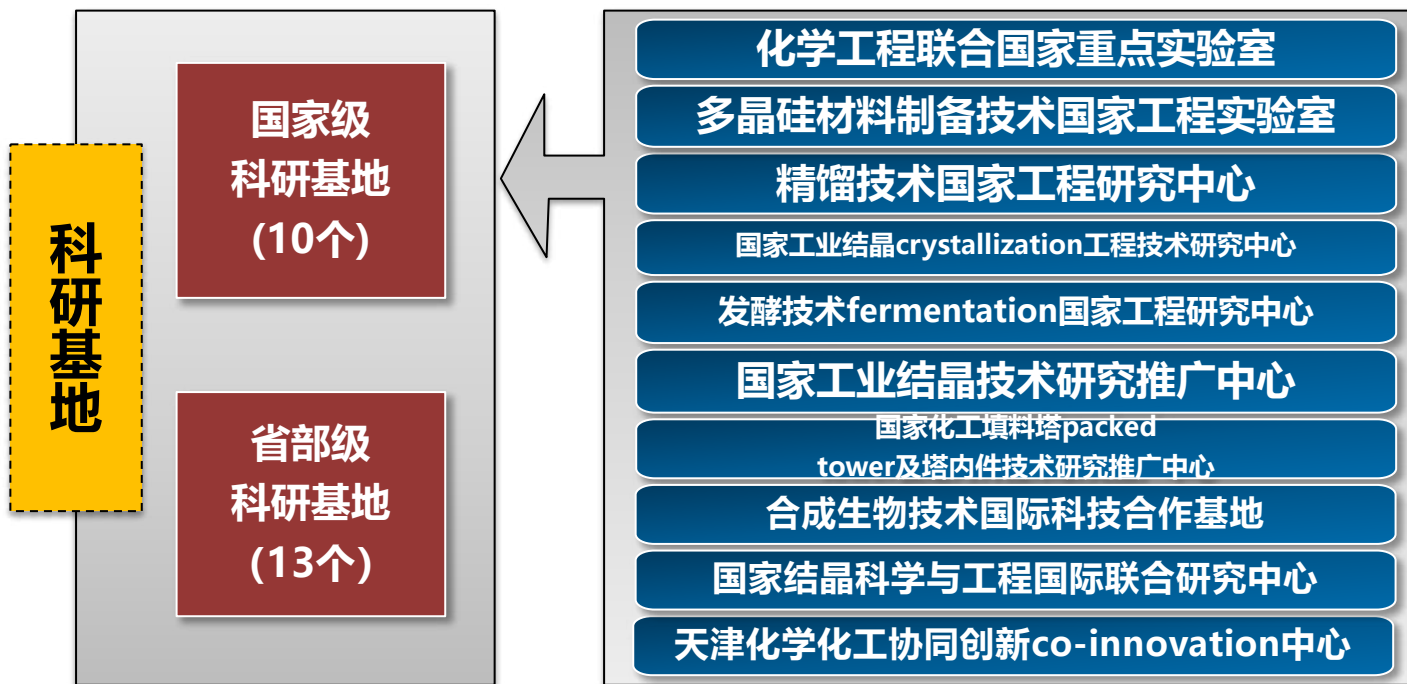 科研基地
国家级
科研基地
(10个)
省部级
科研基地
(13个)
化学工程联合国家重点实验室
多晶硅材料制备技术国家工程实验室
精馏技术国家工程研究中心
国家工业结晶crystallization工程技术研究中心
发酵技术fermentation国家工程研究中心
国家工业结晶技术研究推广中心
国家化工填料塔packed
tower及塔内件技术研究推广中心
合成生物技术国际科技合作基地
国家结晶科学与工程国际联合研究中心
天津化学化工协同创新co-innovation中心